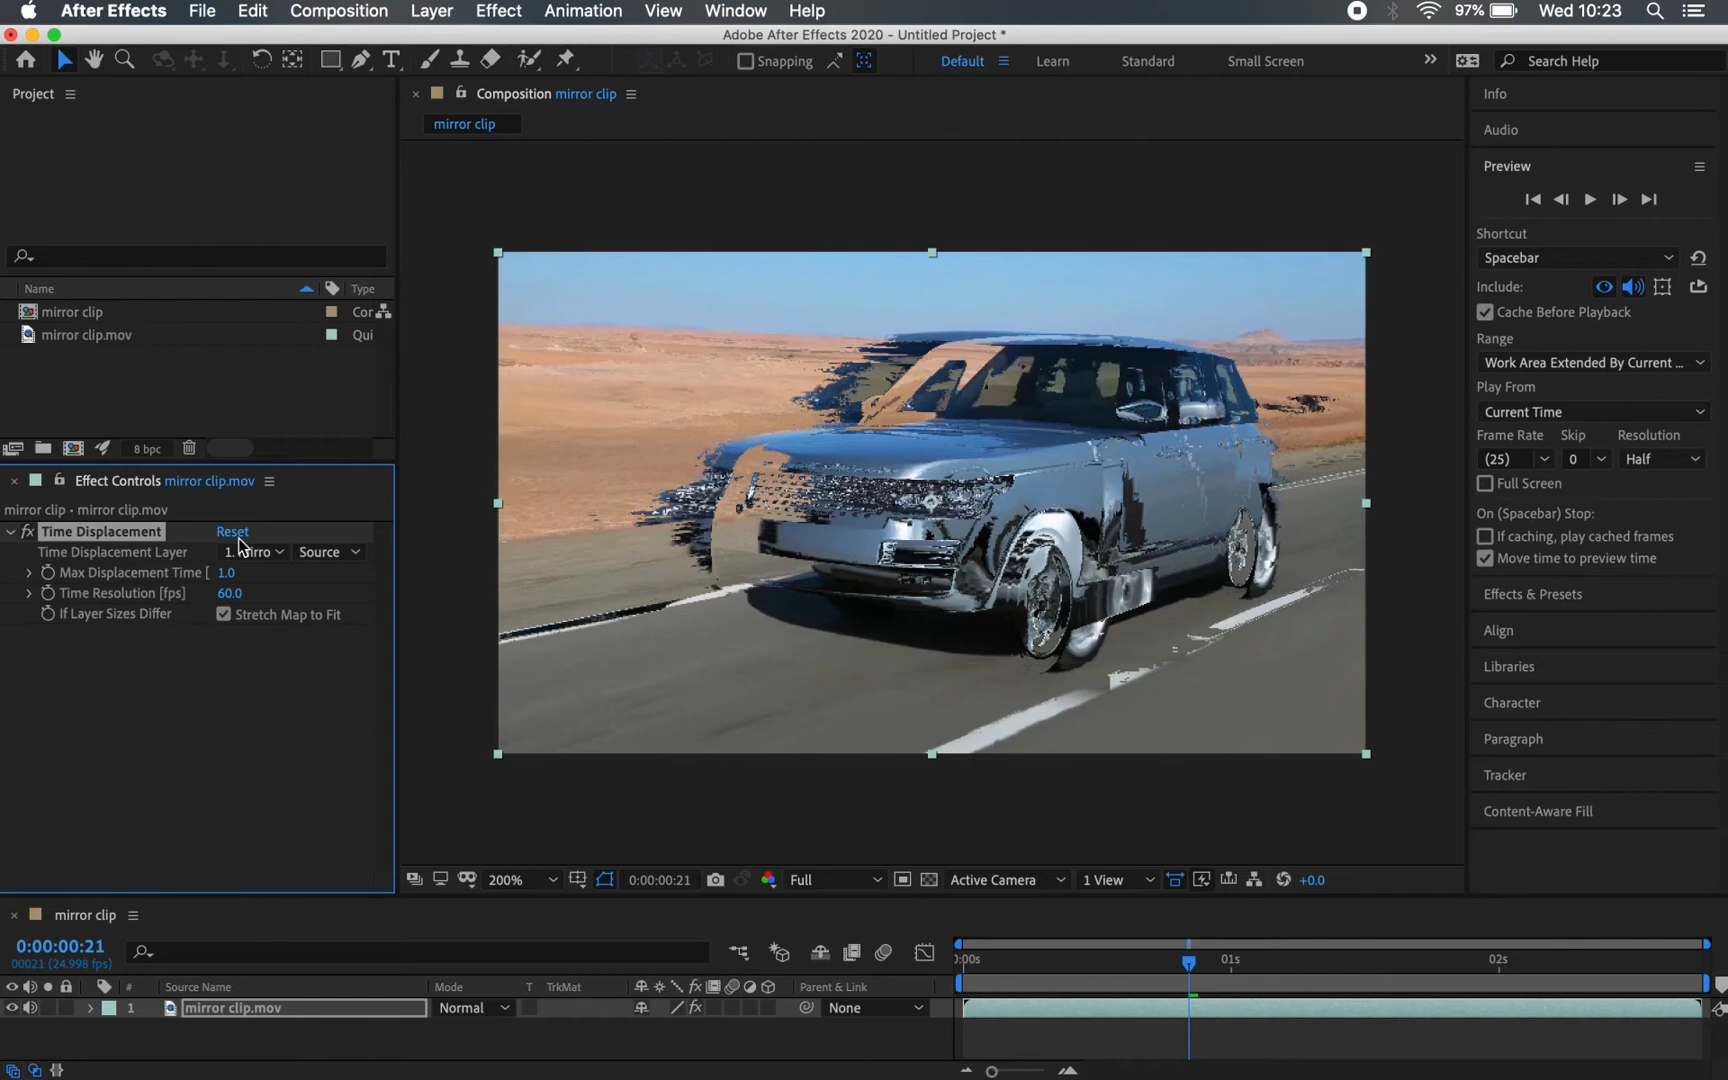 After Effects File Edit Composition Layer Effect Animation View Window Help 97% Wed 10:23
Adobe After Effects 2020 - Untitled Project *
T Snapping Default Learn Standard Small Screen Search Help
Project
Composition mirror clip
mirror clip
Name Type
mirror clip Cor
mirror clip.mov Qui
8 bpc
Effect Controls mirror clip.mov
mirror clip • mirror clip.mov
fx Time Displacement Reset
Time Displacement Layer Source
Max Displacement Time [ 1.0
Time Resolution [fps] 60.0
If Layer Sizes Differ Stretch Map to Fit
Info
Audio
Preview
Shortcut
Spacebar
Include:
Cache Before Playback
Range
Work Area Extended By Current ...
Play From
Current Time
Frame Rate Skip Resolution
(25) 0 Half
Full Screen
On (Spacebar) Stop:
If caching, play cached frames
Move time to preview time
Effects & Presets
Align
Libraries
Character
Paragraph
Tracker
Content-Aware Fill
200% 0:00:00:21 Full Active Camera 1 View +0.0
mirror clip
0:00:00:21
00021 (24.998 fps)
# Source Name Mode T TrkMat fx Parent & Link
1 mirror clip.mov Normal fx None
0:00s 01s 02s